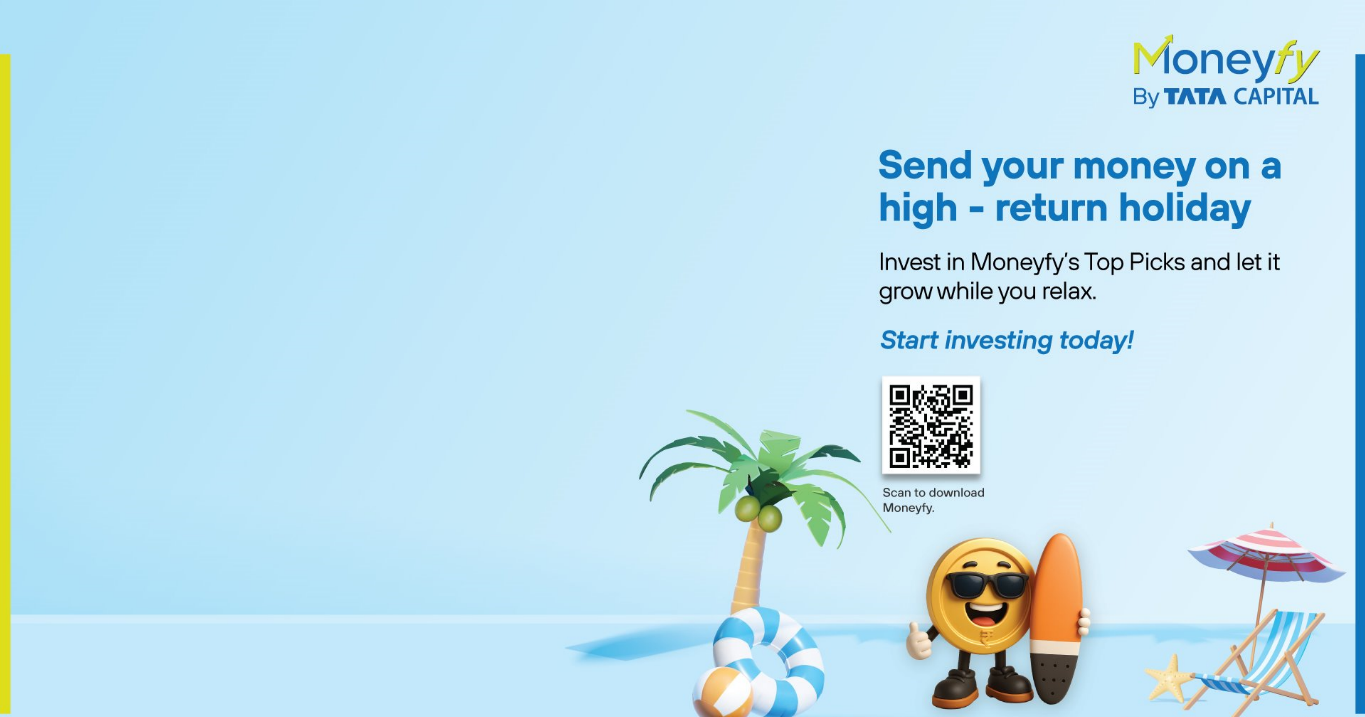 Moneyfy
By TATA CAPITAL
Send your money on a
high - return holiday
Invest in Moneyfy's Top Picks and let it
grow while you relax.
Start investing today!
Scan to download
Moneyfy.